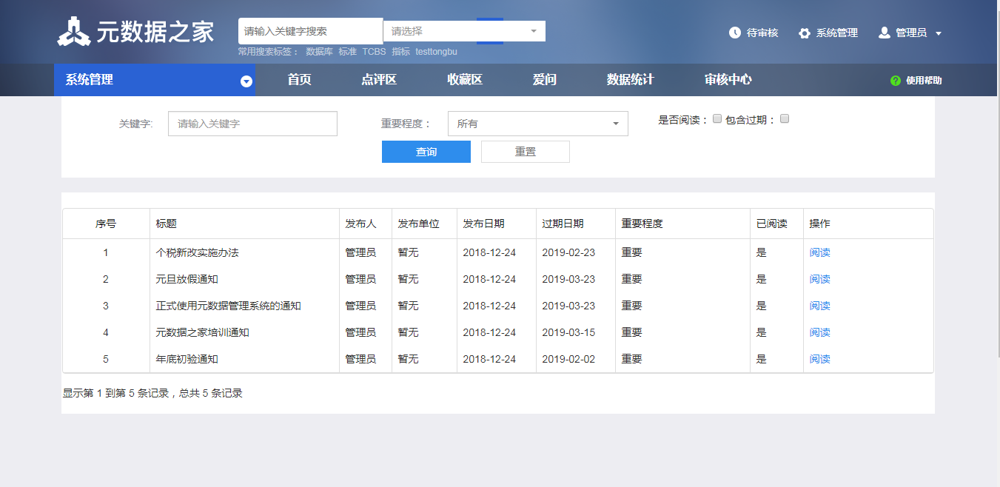 元数据之家 请输入关键字搜索 请选择 待审核 系统管理 管理员
常用搜索标签： 数据库 标准 TCBS 指标 testtongbu
系统管理 首页 点评区 收藏区 爱问 数据统计 审核中心 ? 使用帮助
关键字: 请输入关键字 重要程度： 所有 是否阅读： 包含过期：
查询 重置
序号 标题 发布人 发布单位 发布日期 过期日期 重要程度 已阅读 操作
1 个税新改实施办法 管理员 暂无 2018-12-24 2019-02-23 重要 是 阅读
2 元旦放假通知 管理员 暂无 2018-12-24 2019-03-23 重要 是 阅读
3 正式使用元数据管理系统的通知 管理员 暂无 2018-12-24 2019-03-23 重要 是 阅读
4 元数据之家培训通知 管理员 暂无 2018-12-24 2019-03-15 重要 是 阅读
5 年底初验通知 管理员 暂无 2018-12-24 2019-02-02 重要 是 阅读
显示第 1 到第 5 条记录，总共 5 条记录